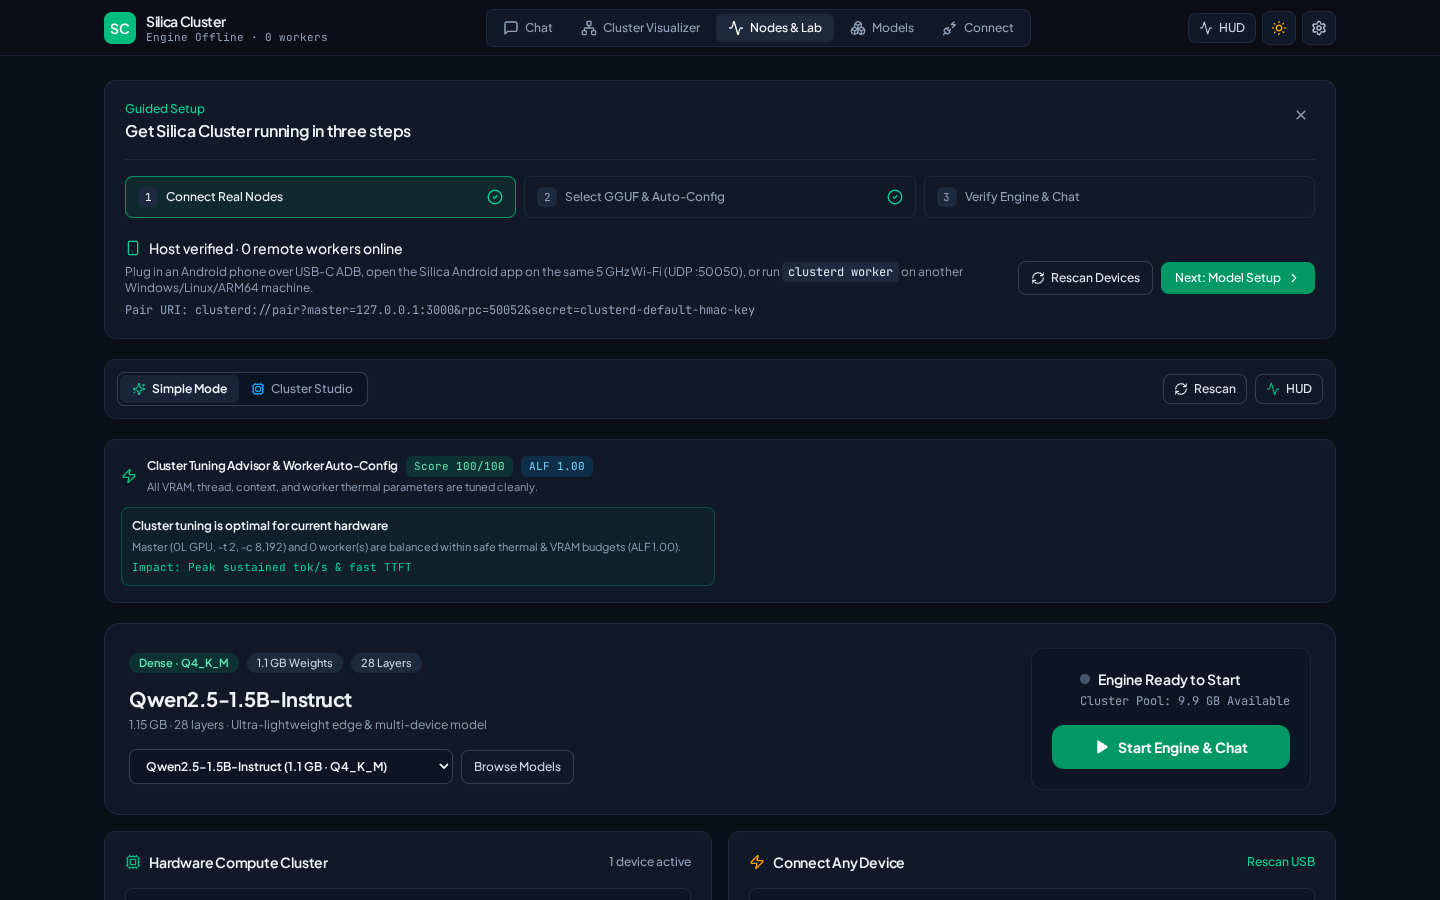 SC
Silica Cluster
Engine Offline · 0 workers
Chat
Cluster Visualizer
Nodes & Lab
Models
Connect
HUD
Guided Setup
Get Silica Cluster running in three steps
1 Connect Real Nodes
2 Select GGUF & Auto-Config
3 Verify Engine & Chat
Host verified · 0 remote workers online
Plug in an Android phone over USB-C ADB, open the Silica Android app on the same 5 GHz Wi-Fi (UDP :50050), or run clusterd worker on another
Windows/Linux/ARM64 machine.
Pair URI: clusterd://pair?master=127.0.0.1:3000&rpc=50052&secret=clusterd-default-hmac-key
Rescan Devices
Next: Model Setup
Simple Mode
Cluster Studio
Rescan
HUD
Cluster Tuning Advisor & Worker Auto-Config
Score 100/100
ALF 1.00
All VRAM, thread, context, and worker thermal parameters are tuned cleanly.
Cluster tuning is optimal for current hardware
Master (0L GPU, -t 2, -c 8,192) and 0 worker(s) are balanced within safe thermal & VRAM budgets (ALF 1.00).
Impact: Peak sustained tok/s & fast TTFT
Dense · Q4_K_M
1.1 GB Weights
28 Layers
Qwen2.5-1.5B-Instruct
1.15 GB · 28 layers · Ultra-lightweight edge & multi-device model
Qwen2.5-1.5B-Instruct (1.1 GB · Q4_K_M)
Browse Models
Engine Ready to Start
Cluster Pool: 9.9 GB Available
Start Engine & Chat
Hardware Compute Cluster
1 device active
Connect Any Device
Rescan USB